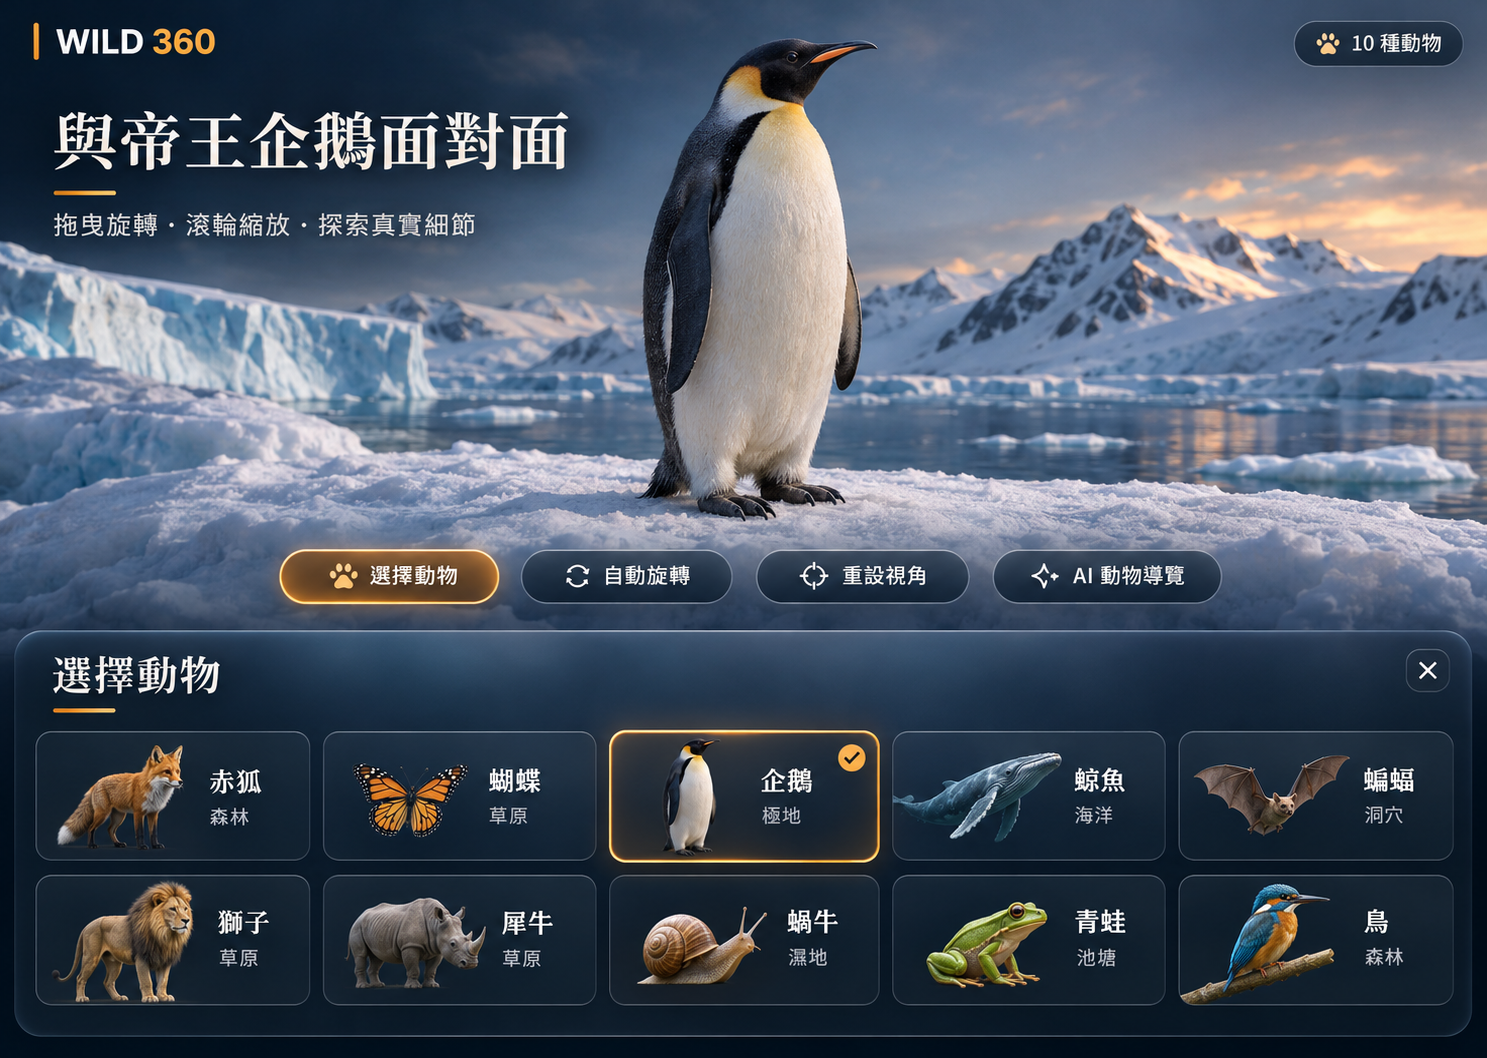 WILD 360
10 種動物
與帝王企鵝面對面
拖曳旋轉・滾輪縮放・探索真實細節
選擇動物
自動旋轉
重設視角
AI 動物導覽
選擇動物
赤狐
森林
蝴蝶
草原
企鵝
極地
鯨魚
海洋
蝙蝠
洞穴
獅子
草原
犀牛
草原
蝸牛
濕地
青蛙
池塘
鳥
森林